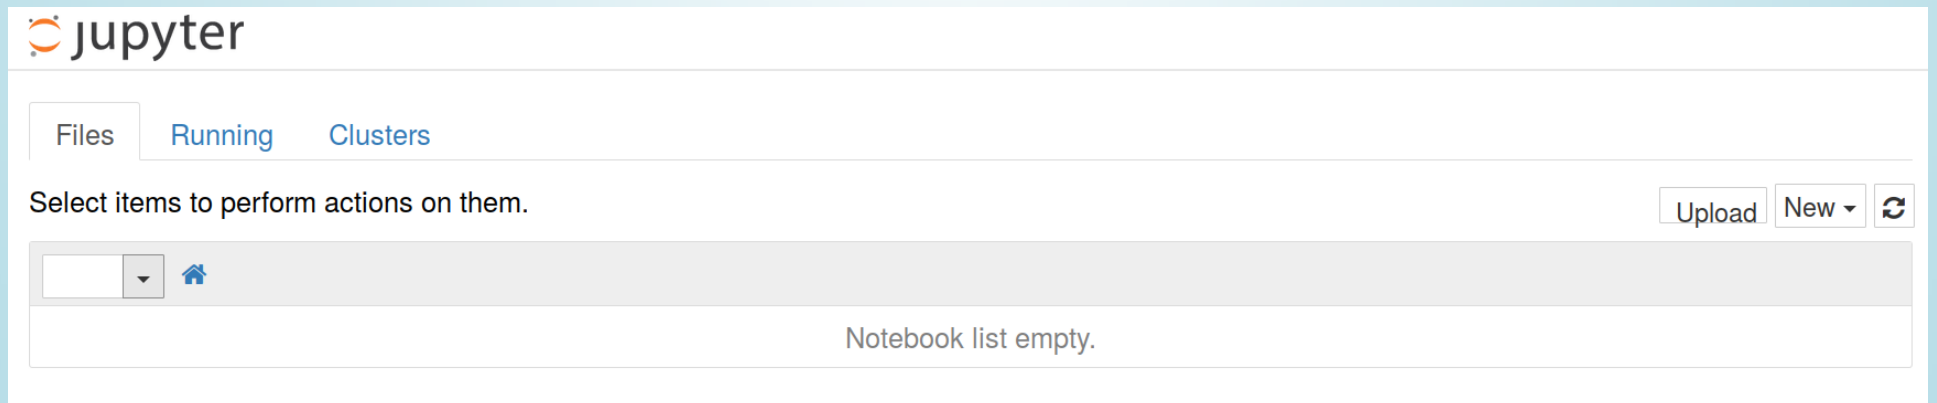 jupyter
Files Running Clusters
Select items to perform actions on them.
Upload New
Notebook list empty.